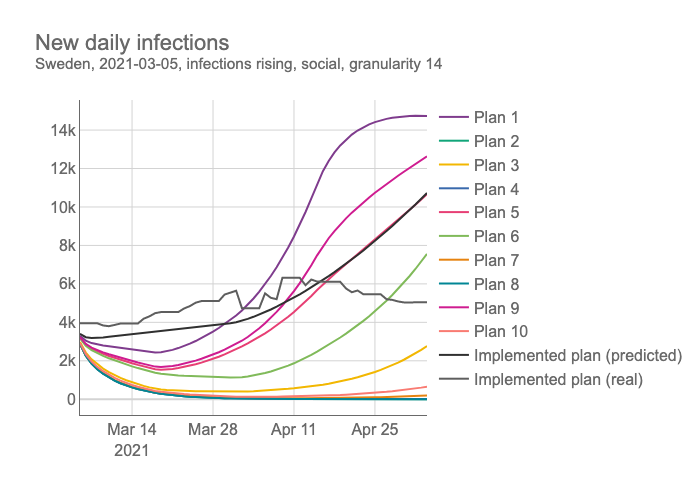 New daily infections
Sweden, 2021-03-05, infections rising, social, granularity 14
14k
12k
10k
8k
6k
4k
2k
0
Mar 14
2021
Mar 28
Apr 11
Apr 25
Plan 1
Plan 2
Plan 3
Plan 4
Plan 5
Plan 6
Plan 7
Plan 8
Plan 9
Plan 10
Implemented plan (predicted)
Implemented plan (real)